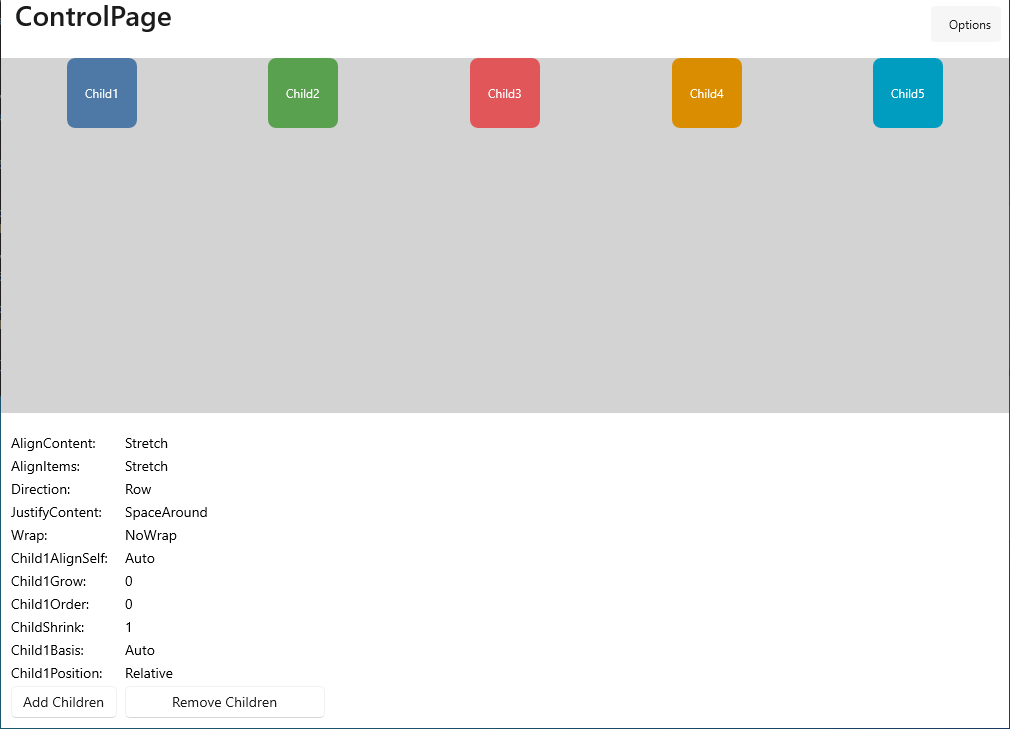 ControlPage
Options
Child1 Child2 Child3 Child4 Child5
AlignContent: Stretch
AlignItems: Stretch
Direction: Row
JustifyContent: SpaceAround
Wrap: NoWrap
Child1AlignSelf: Auto
Child1Grow: 0
Child1Order: 0
ChildShrink: 1
Child1Basis: Auto
Child1Position: Relative
Add Children Remove Children